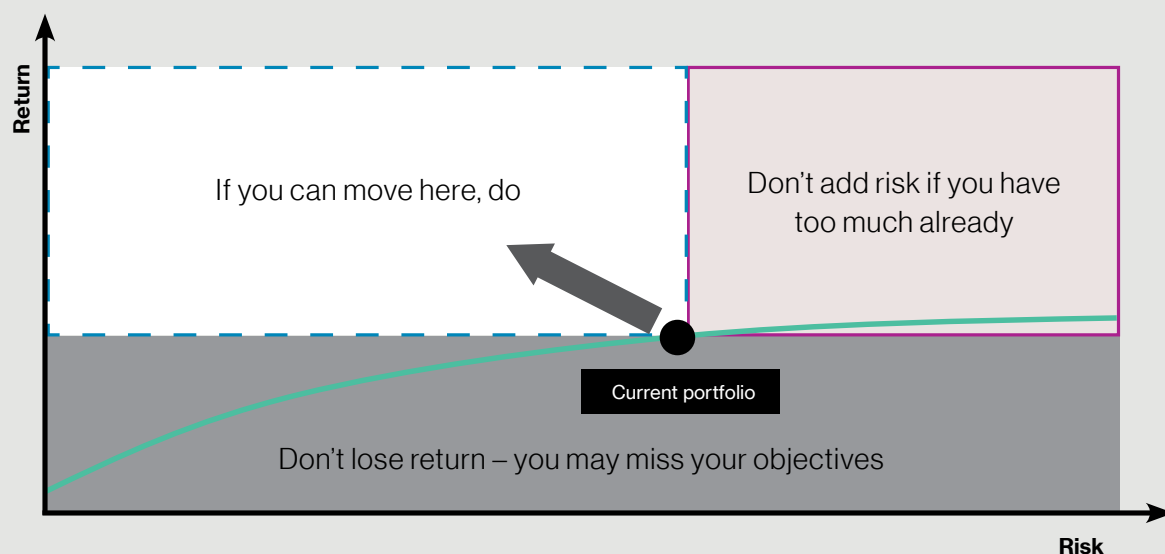 Return
If you can move here, do
Don’t add risk if you have
too much already
Current portfolio
Don’t lose return – you may miss your objectives
Risk